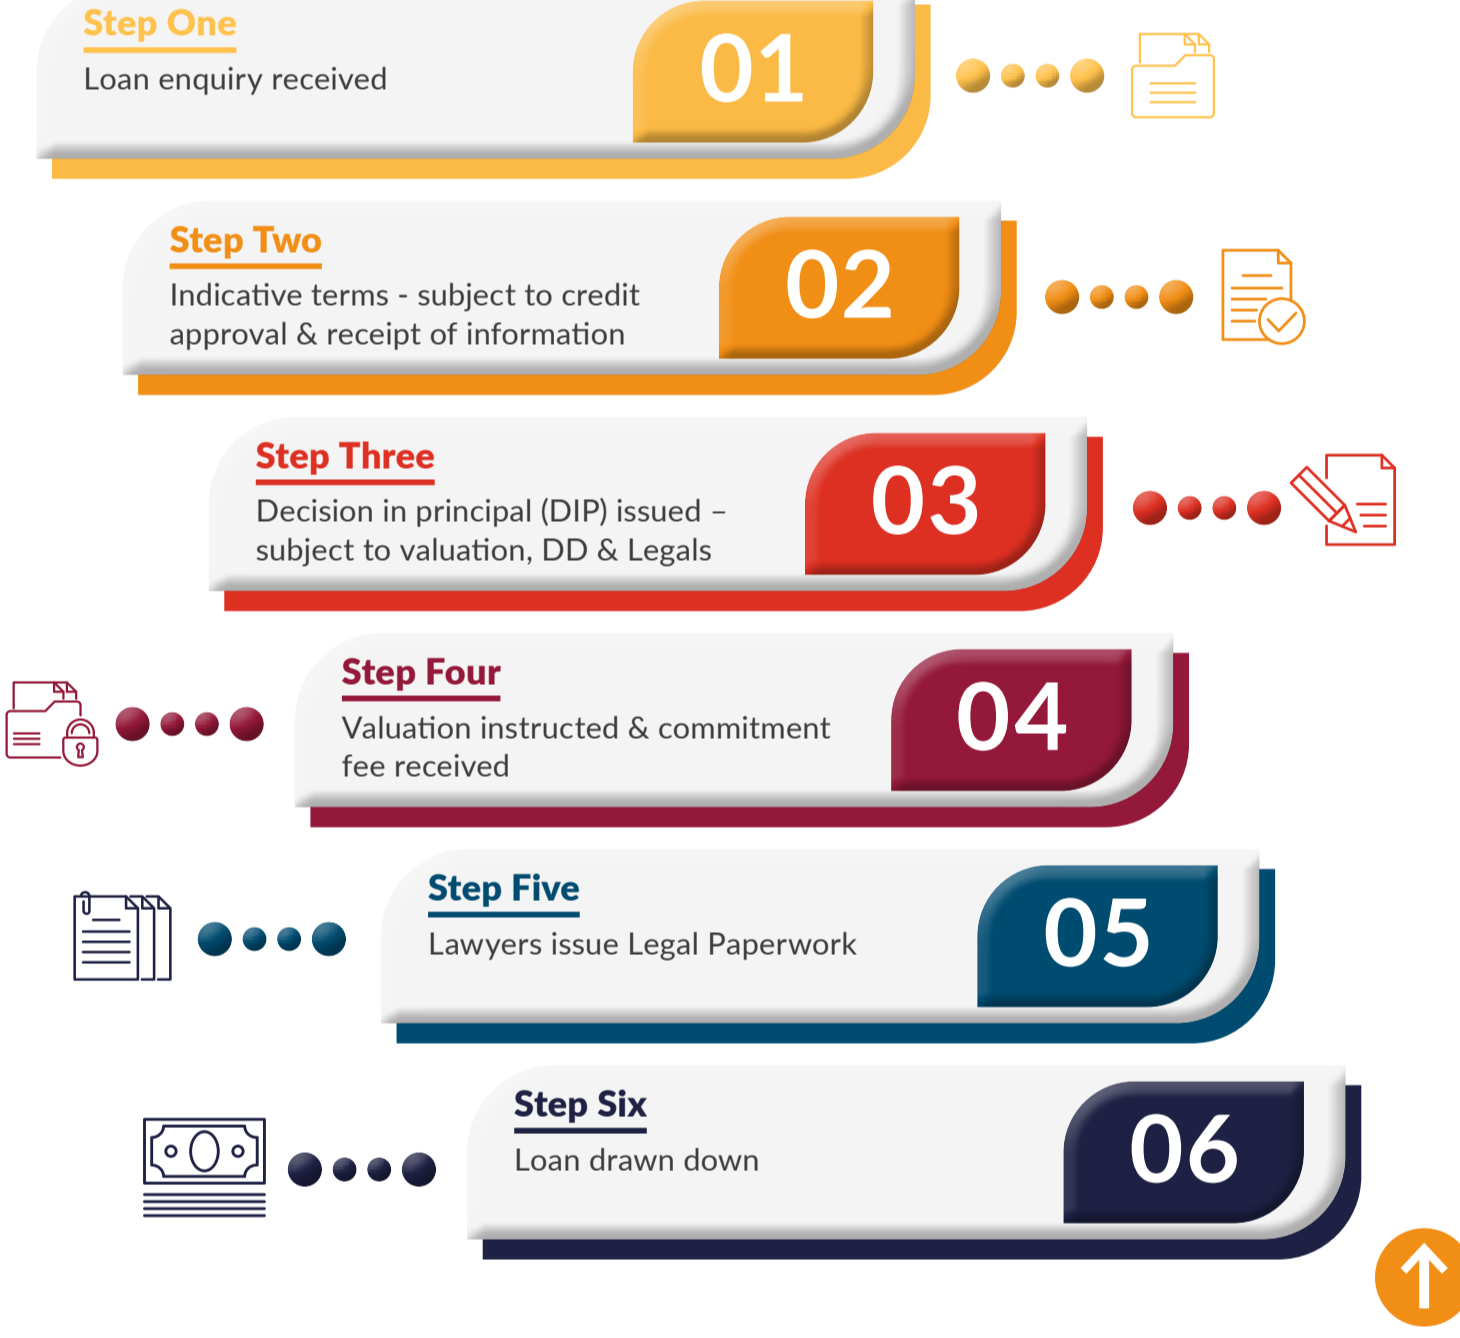 Step One
Loan enquiry received
01
Step Two
Indicative terms - subject to credit
approval & receipt of information
02
Step Three
Decision in principal (DIP) issued –
subject to valuation, DD & Legals
03
Step Four
Valuation instructed & commitment
fee received
04
Step Five
Lawyers issue Legal Paperwork
05
Step Six
Loan drawn down
06